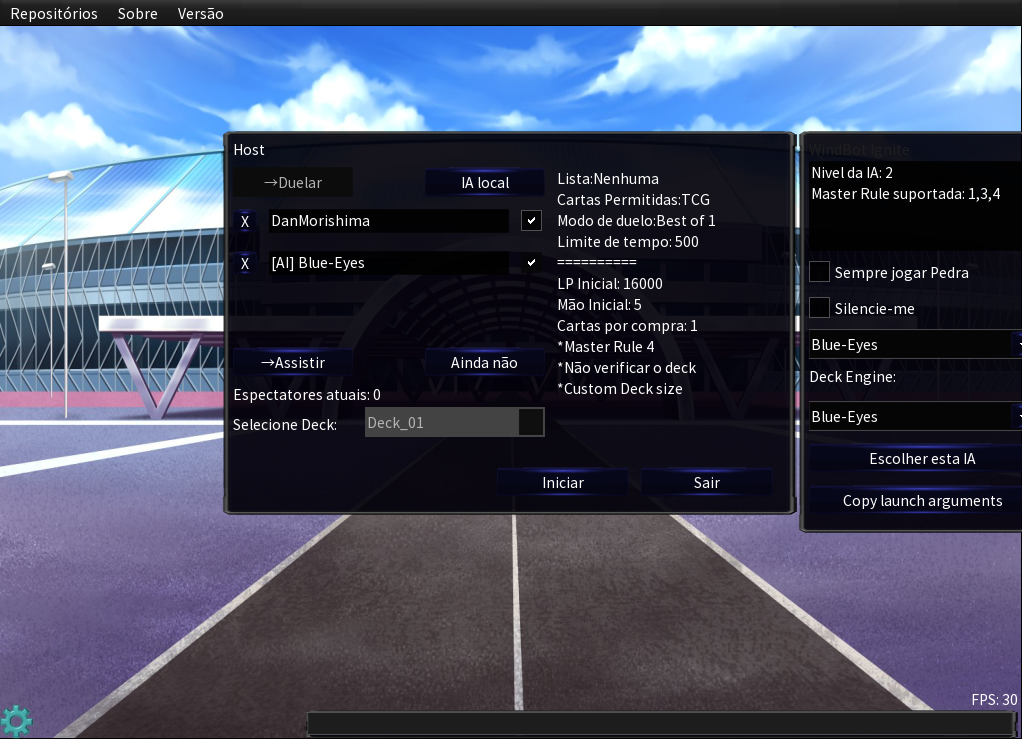 Repositórios Sobre Versão
Host
→Duelar IA local
X DanMorishima
X [AI] Blue-Eyes
→Assistir Ainda não
Espectadores atuais: 0
Selecione Deck: Deck_01
Iniciar Sair
Lista:Nenhuma
Cartas Permitidas:TCG
Modo de duelo:Best of 1
Limite de tempo: 500
==========
LP Inicial: 16000
Mão Inicial: 5
Cartas por compra: 1
*Master Rule 4
*Não verificar o deck
*Custom Deck size
WindBot Ignite
Nivel da IA: 2
Master Rule suportada: 1,3,4
Sempre jogar Pedra
Silencie-me
Blue-Eyes
Deck Engine:
Blue-Eyes
Escolher esta IA
Copy launch arguments
FPS: 30